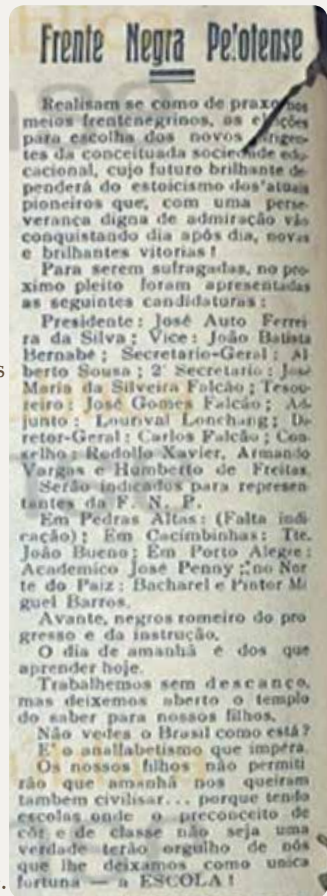 Frente Negra Pe'otense
Realisam se como de praxe nos
meios frentenegrinos, as eleições
para escolha dos novos dirigen-
tes da conceituada sociedade edu-
cacional, cujo futuro brilhante de-
penderá do estoicismo dos atuais
pioneiros que, com uma perse-
verança digna de admiração vão
conquistando dia após dia, novas
e brilhantes vitorias!
Para serem sufragadas, no pro-
ximo pleito foram apresentadas
as seguintes candidaturas:
Presidente: José Auto Ferrei
ra da Silva; Vice: João Batista
Bernabé; Secretario-Geral: Al
berto Sousa; 2º Secretario: José
Maria da Silveira Falcão; Tesou-
reiro: José Gomes Falcão; Ad-
junto: Lourival Lonchang; Di-
retor-Geral: Carlos Falcão; Con-
selho: Rodolfo Xavier, Armando
Vargas e Humberto de Freitas.
Serão indicados para represen-
tantes da F. N. P.
Em Pedras Altas: (Falta indi-
cação); Em Cacimbinhas: Tte.
João Bueno; Em Porto Alegre:
Academico José Penny; no Nor
te do Paiz: Bacharel e Pintor Mi
guel Barros.
Avante, negros romeiro do pro
gresso e da instrução.
O dia de amanhã e dos que
aprender hoje.
Trabalhemos sem descanço,
mas deixemos aberto o templo
do saber para nossos filhos.
Não vedes o Brasil como está?
E' o analfabetismo que impéra.
Os nossos filhos não permiti
rão que amanhã nos queiram
tambem civilisar... porque tendo
escolas onde o preconceito de
côr e de classe não seja uma
verdade terão orgulho de nós
que lhe deixamos como unica
fortuna — a ESCOLA!